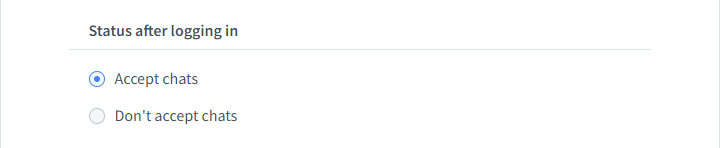 Status after logging in
Accept chats
Don't accept chats